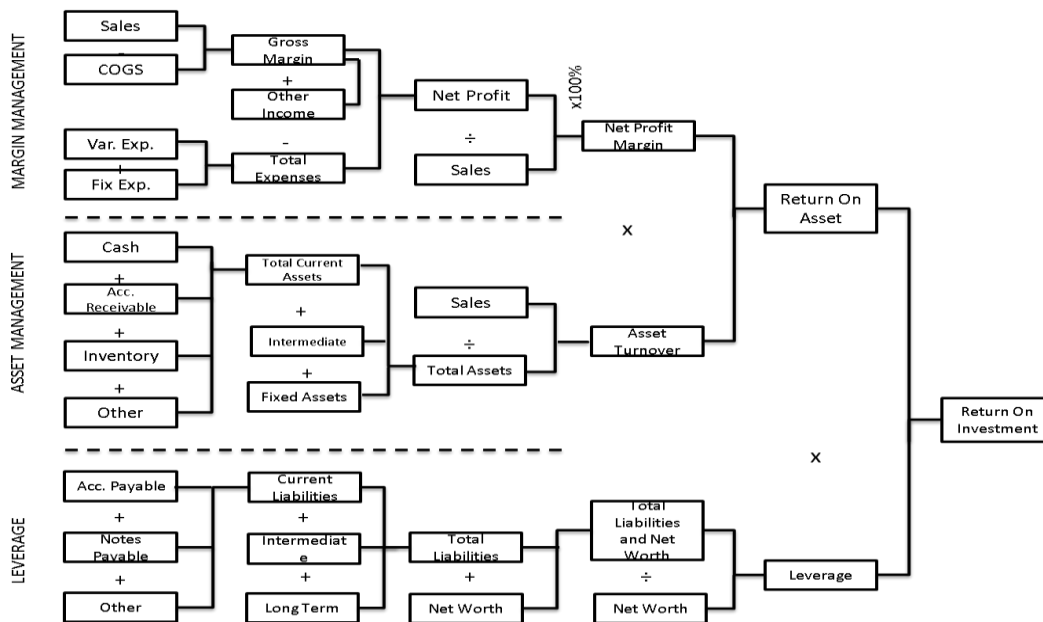 MARGIN MANAGEMENT
Sales
-
COGS
Gross
Margin
+
Other
Income
Var. Exp.
+
Fix Exp.
-
Total
Expenses
Net Profit
÷
Sales
x100%
Net Profit
Margin
ASSET MANAGEMENT
Cash
+
Acc.
Receivable
+
Inventory
+
Other
Total Current
Assets
+
Intermediate
+
Fixed Assets
Sales
÷
Total Assets
Asset
Turnover
x
Return On
Asset
LEVERAGE
Acc. Payable
+
Notes
Payable
+
Other
Current
Liabilities
+
Intermediat
e
+
Long Term
Total
Liabilities
+
Net Worth
Total
Liabilities
and Net
Worth
÷
Net Worth
Leverage
x
Return On
Investment